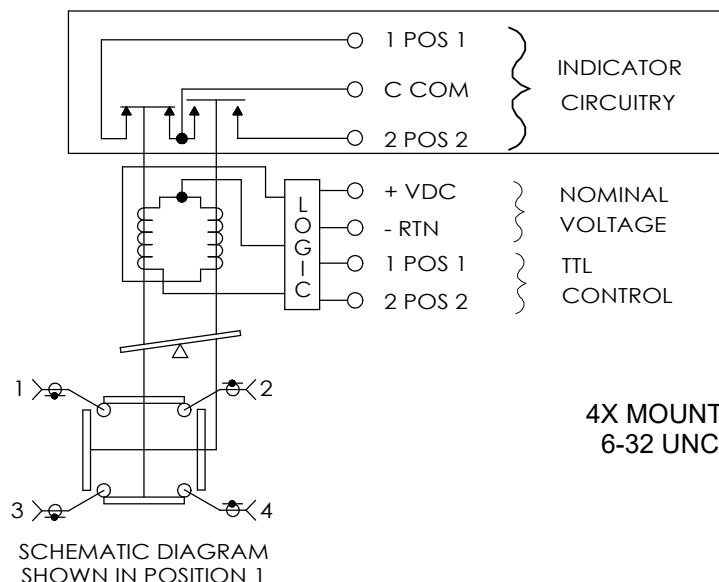 1 POS 1
C COM
2 POS 2
INDICATOR
CIRCUITRY
LOGIC
+ VDC
- RTN
1 POS 1
2 POS 2
NOMINAL
VOLTAGE
TTL
CONTROL
1
2
3
4
4X MOUNT
6-32 UNC
SCHEMATIC DIAGRAM
SHOWN IN POSITION 1